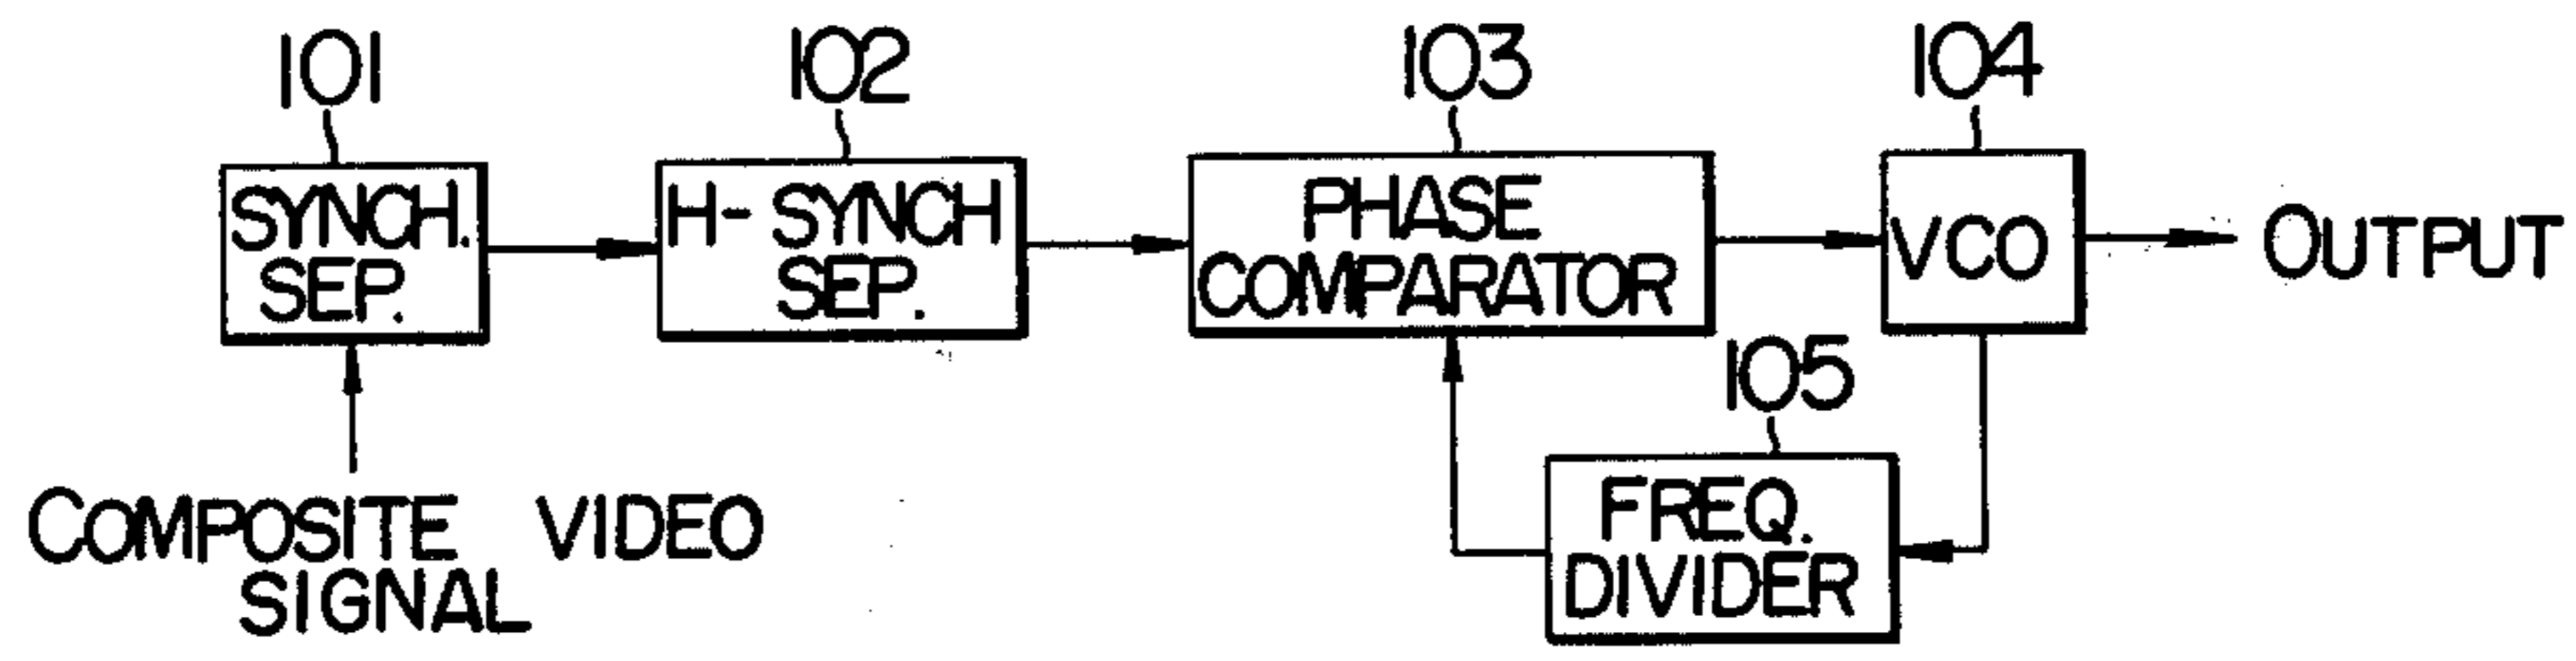 101
102
103
104
SYNCH.
SEP.
H- SYNCH
SEP.
PHASE
COMPARATOR
VCO
OUTPUT
105
FREQ.
DIVIDER
COMPOSITE VIDEO
SIGNAL